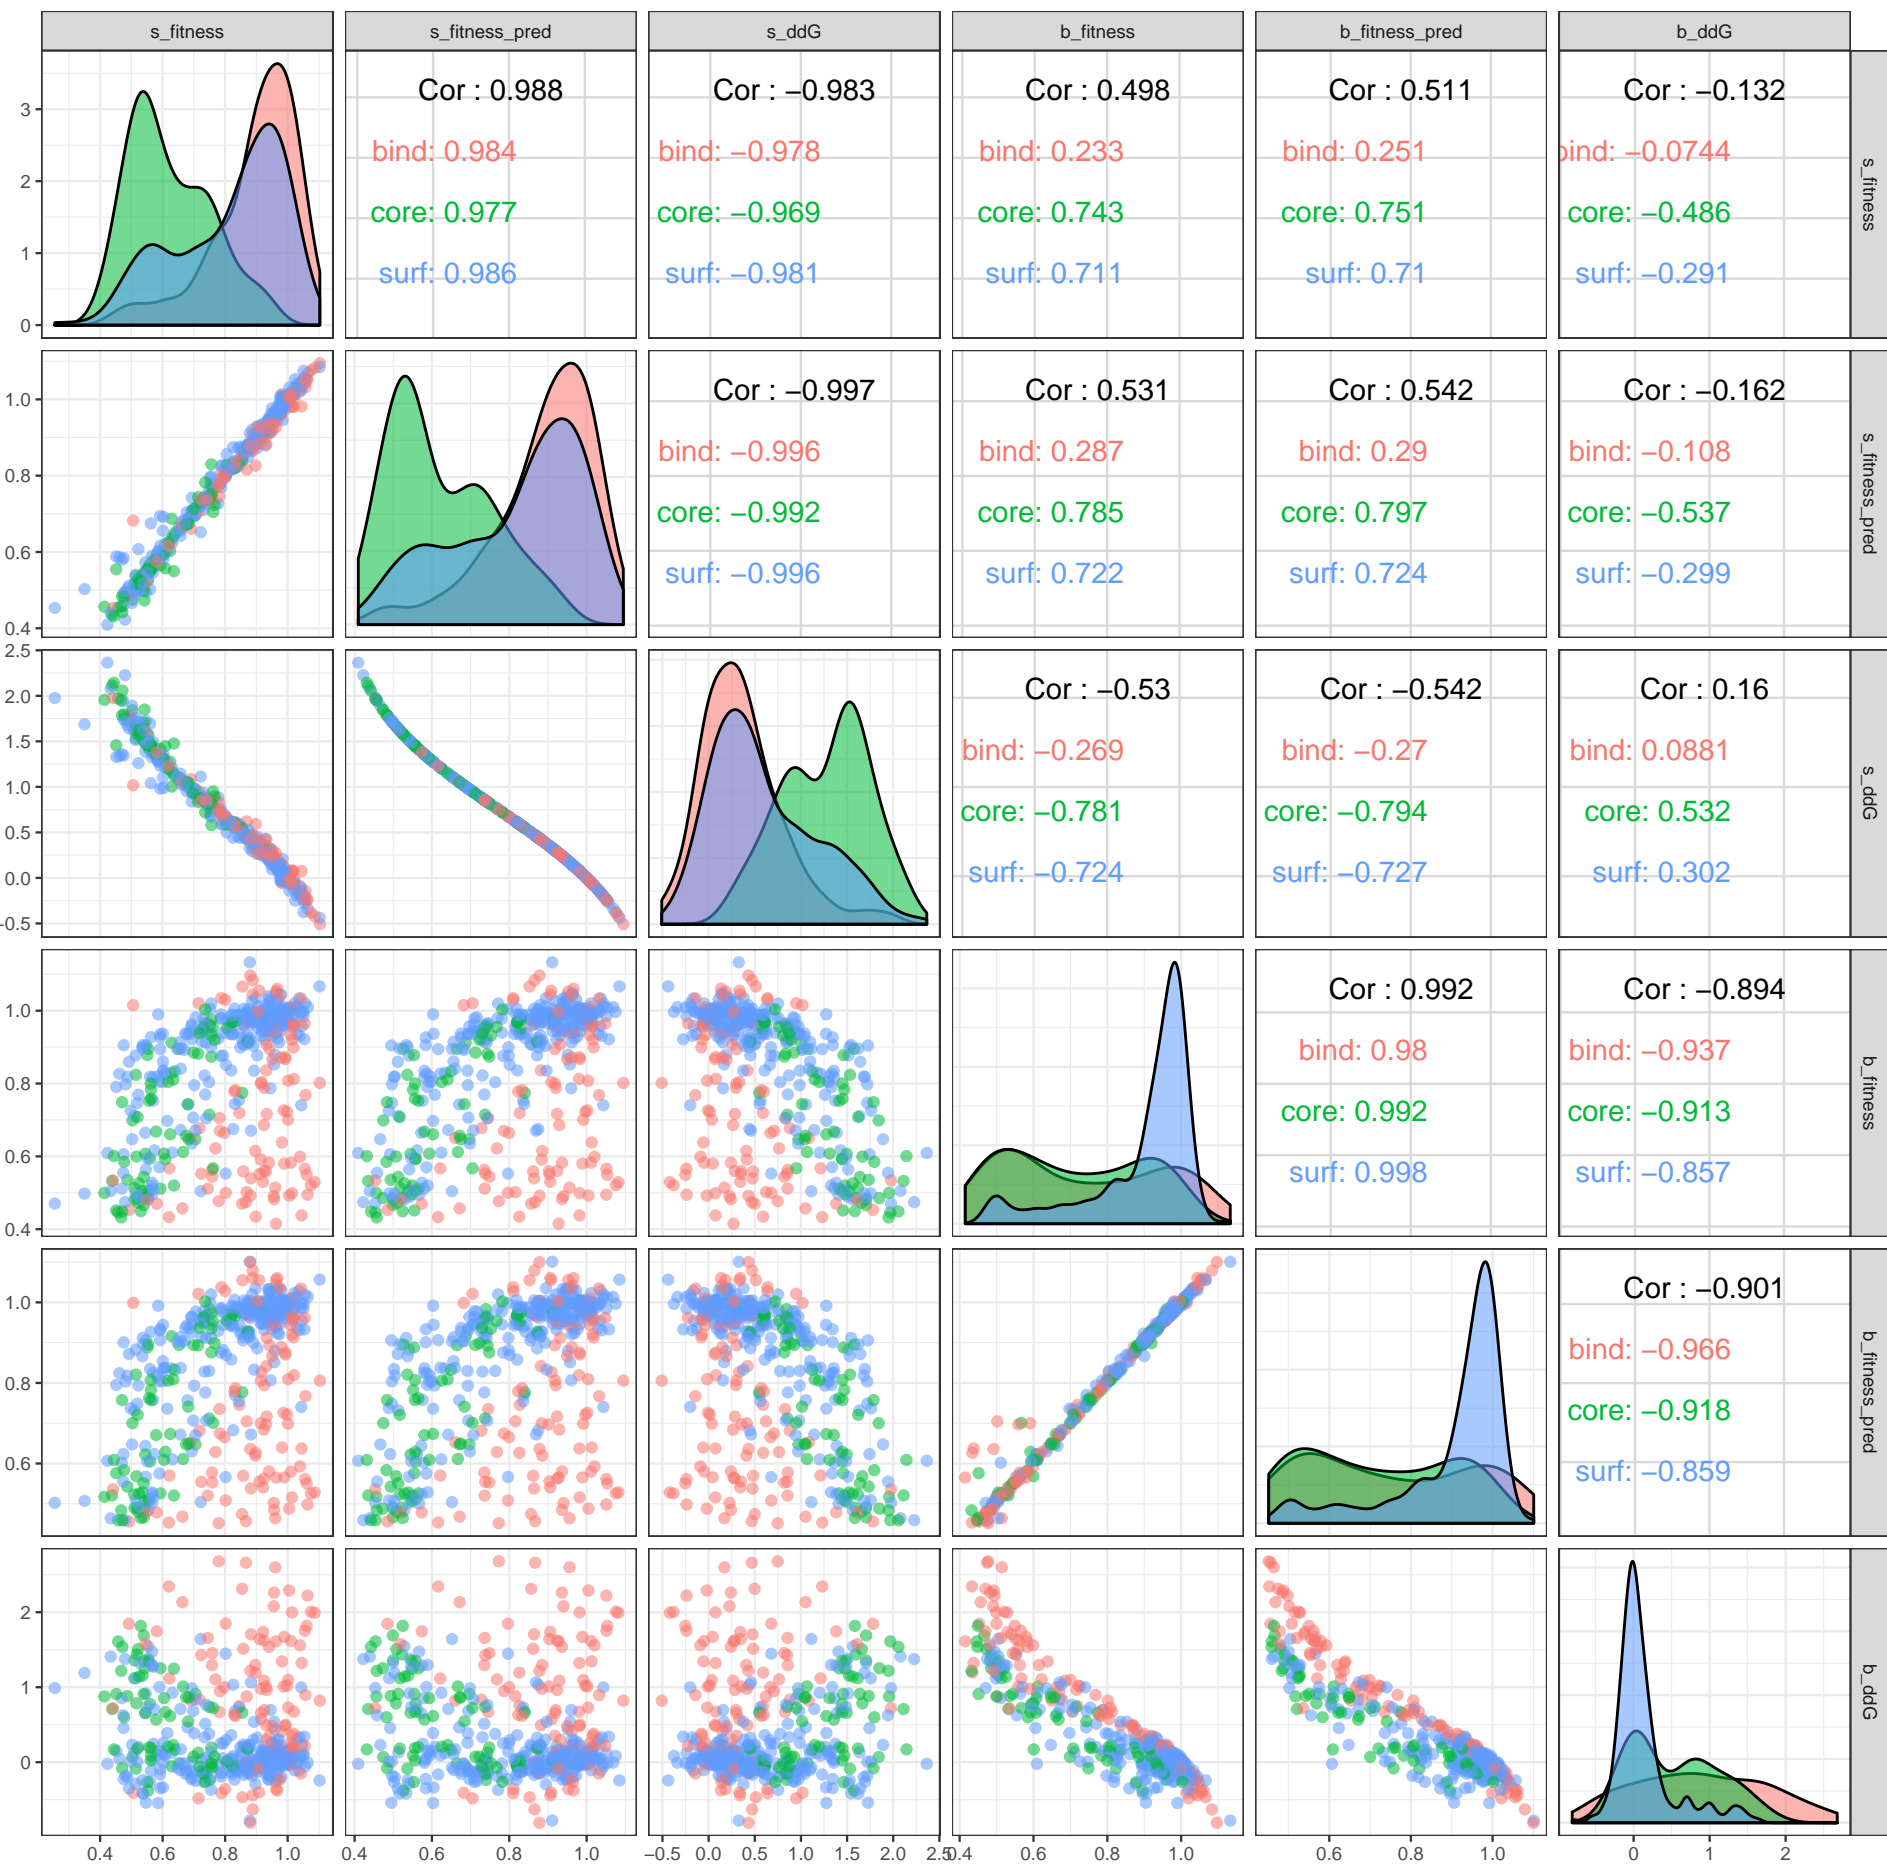 s_fitness s_fitness_pred s_ddG b_fitness b_fitness_pred b_ddG
3
2
1
0
Cor : 0.988
bind: 0.984
core: 0.977
surf: 0.986
Cor : −0.983
bind: −0.978
core: −0.969
surf: −0.981
Cor : 0.498
bind: 0.233
core: 0.743
surf: 0.711
Cor : 0.511
bind: 0.251
core: 0.751
surf: 0.71
Cor : −0.132
bind: −0.0744
core: −0.486
surf: −0.291
s_fitness
1.0
0.8
0.6
0.4
Cor : −0.997
bind: −0.996
core: −0.992
surf: −0.996
Cor : 0.531
bind: 0.287
core: 0.785
surf: 0.722
Cor : 0.542
bind: 0.29
core: 0.797
surf: 0.724
Cor : −0.162
bind: −0.108
core: −0.537
surf: −0.299
s_fitness_pred
2.5
2.0
1.5
1.0
0.5
0.0
−0.5
Cor : −0.53
bind: −0.269
core: −0.781
surf: −0.724
Cor : −0.542
bind: −0.27
core: −0.794
surf: −0.727
Cor : 0.16
bind: 0.0881
core: 0.532
surf: 0.302
s_ddG
1.0
0.8
0.6
0.4
Cor : 0.992
bind: 0.98
core: 0.992
surf: 0.998
Cor : −0.894
bind: −0.937
core: −0.913
surf: −0.857
b_fitness
1.0
0.8
0.6
Cor : −0.901
bind: −0.966
core: −0.918
surf: −0.859
b_fitness_pred
2
1
0
b_ddG
0.4 0.6 0.8 1.0 0.4 0.6 0.8 1.0 −0.5 0.0 0.5 1.0 1.5 2.0 2.5 0.4 0.6 0.8 1.0 0.6 0.8 1.0 0 1 2